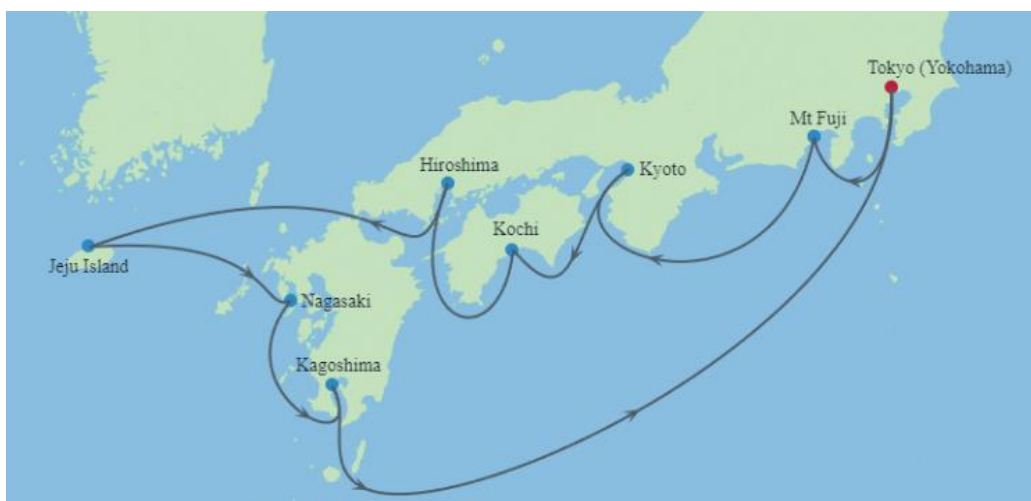 Tokyo (Yokohama)
Mt Fuji
Hiroshima
Kyoto
Kochi
Jeju Island
Nagasaki
Kagoshima